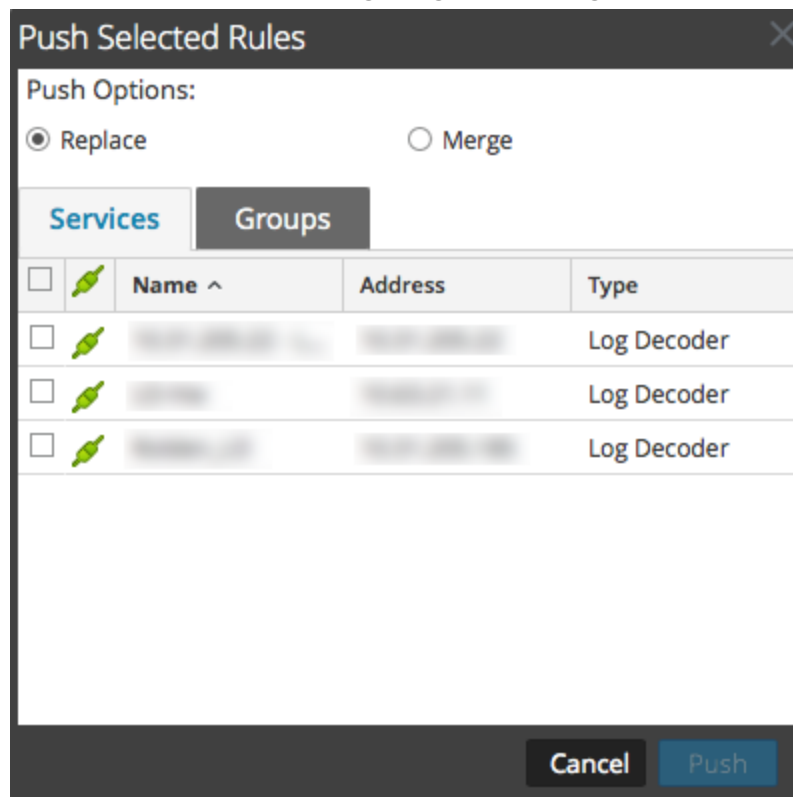 Push Selected Rules
Push Options:
Replace Merge
Services Groups
Name Address Type
Log Decoder
Log Decoder
Log Decoder
Cancel Push